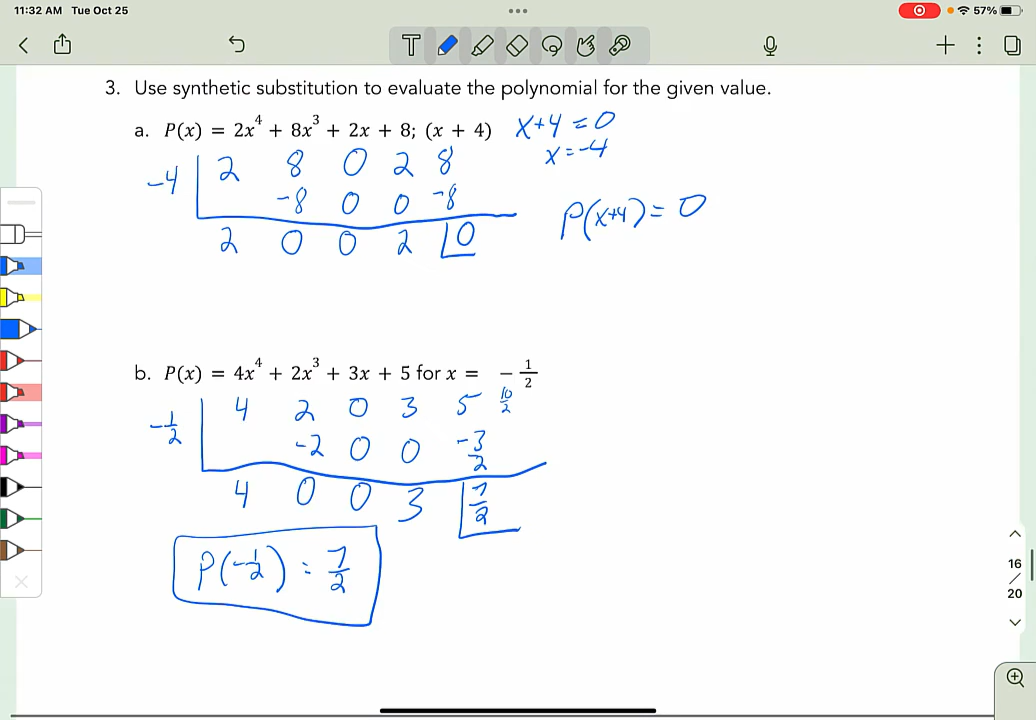 11:32 AM Tue Oct 25
57%
T
3. Use synthetic substitution to evaluate the polynomial for the given value.
a. P(x) = 2x⁴ + 8x³ + 2x + 8; (x + 4) x+4 = 0
x = -4
-4 2 8 0 2 8
-8 0 0 -8
P(x+4) = 0
2 0 0 2 0
b. P(x) = 4x⁴ + 2x³ + 3x + 5 for x = - 1/2
-1/2 4 2 0 3 5 10/2
-2 0 0 -3/2
4 0 0 3 7/2
P(-1/2) = 7/2
16
/
20